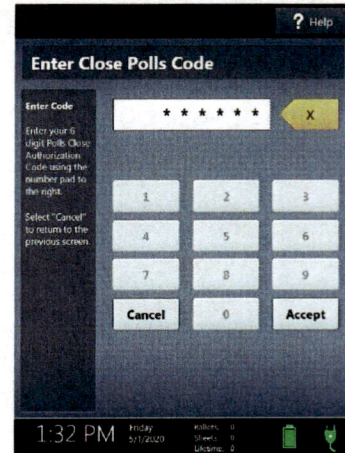 ? Help
Enter Close Polls Code
Enter Code
Enter your 6
digit Polls Close
Authorization
Code using the
number pad to
the right.
Select "Cancel"
to return to the
previous screen.
* * * * * *
X
1 2 3
4 5 6
7 8 9
Cancel 0 Accept
1:32 PM
Friday
5/1/2020
Ballots: 0
Sheets: 0
Lifetime: 0